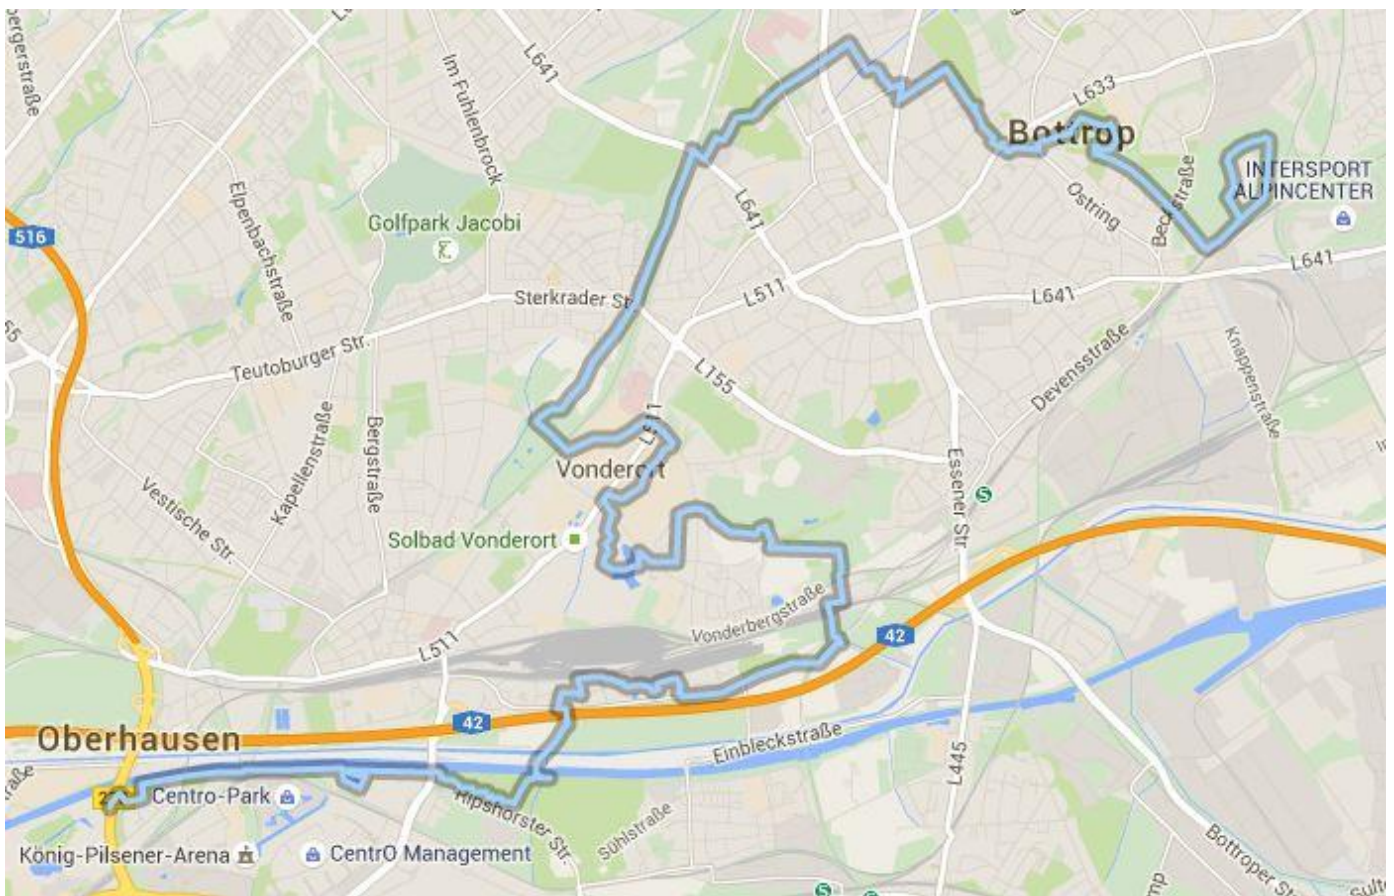 L641
Im Fuhlenbrock
L633
Bottrop
Elpenbachstraße
INTERSPORT
ALPINCENTER
Golfpark Jacobi
L641
Ostring
516
Sterkrader Str.
L511
L641
L641
Teutoburger Str.
L155
Devensstraße
Knappenstraße
Kapellenstraße
Bergstraße
Vonderort
Essener Str
S
Vestische Str.
Solbad Vonderort
Vonderbergstraße
42
L511
42
Oberhausen
Einbleckstraße
L445
Centro-Park
Ripshorster Str.
Sühlstraße
König-Pilsener-Arena
CentrO Management
Bottroper Str.
S